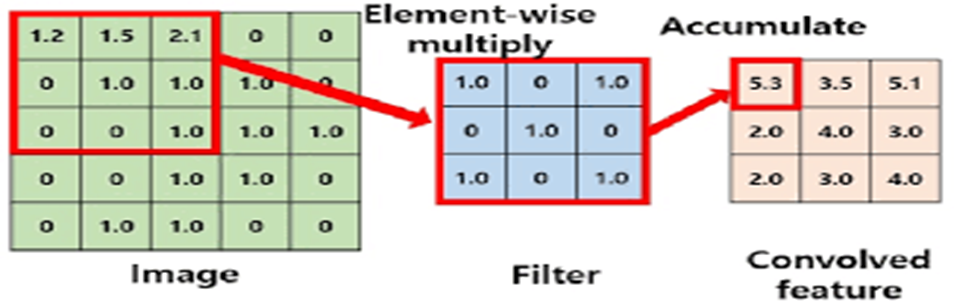 Element-wise
multiply
Accumulate
1.2 1.5 2.1 0 0
0 1.0 1.0 1.0 0
0 0 1.0 1.0 1.0
0 0 1.0 1.0 0
0 1.0 1.0 0 0
1.0 0 1.0
0 1.0 0
1.0 0 1.0
5.3 3.5 5.1
2.0 4.0 3.0
2.0 3.0 4.0
Image
Filter
Convolved
feature